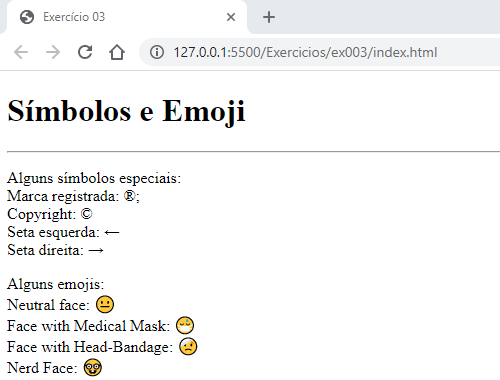 Exercício 03
127.0.0.1:5500/Exercicios/ex003/index.html
Símbolos e Emoji
Alguns símbolos especiais:
Marca registrada: ®;
Copyright: ©
Seta esquerda: ←
Seta direita: →
Alguns emojis:
Neutral face: 😐
Face with Medical Mask: 😷
Face with Head-Bandage: 🤕
Nerd Face: 🤓